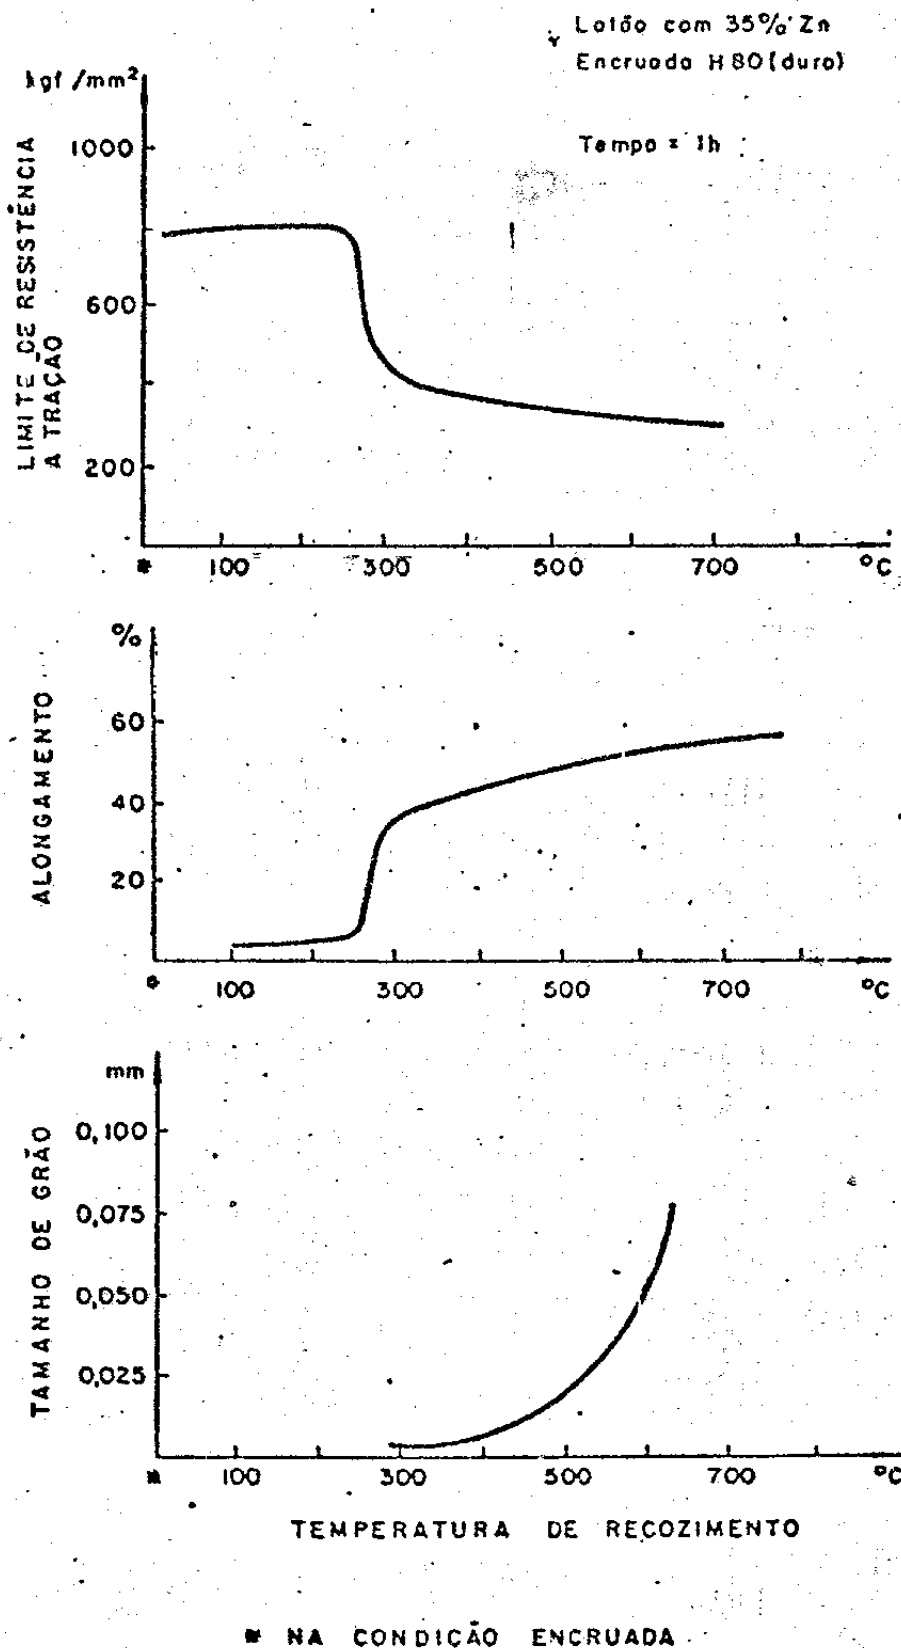 Latão com 35% Zn
Encruado H80 (duro)
Tempo = 1h
kgf/mm²
1000
600
200
LIMITE DE RESISTÊNCIA
A TRAÇÃO
* 100 300 500 700 °C
%
60
40
20
ALONGAMENTO
* 100 300 500 700 °C
mm
0,100
0,075
0,050
0,025
TAMANHO DE GRÃO
* 100 300 500 700 °C
TEMPERATURA DE RECOZIMENTO
* NA CONDIÇÃO ENCRUADA